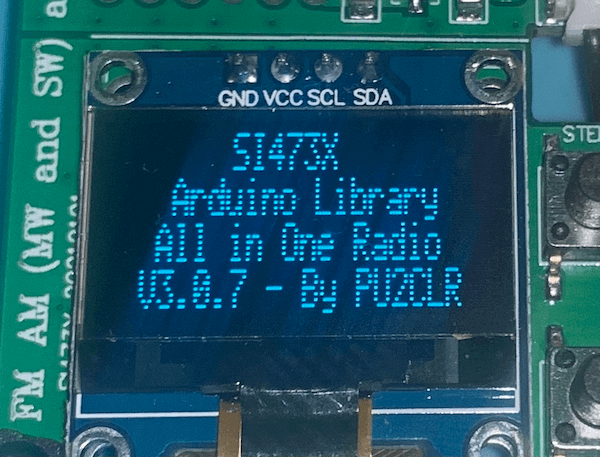 GND VCC SCL SDA
SI473X
Arduino Library
All in One Radio
V3.0.7 - By PU2CLR
FM AM (MW and SW) a
STE